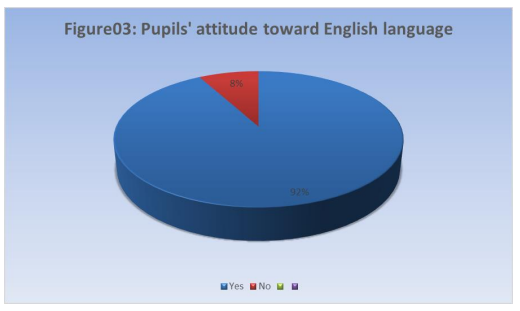 Figure03: Pupils' attitude toward English language
8%
92%
Yes No